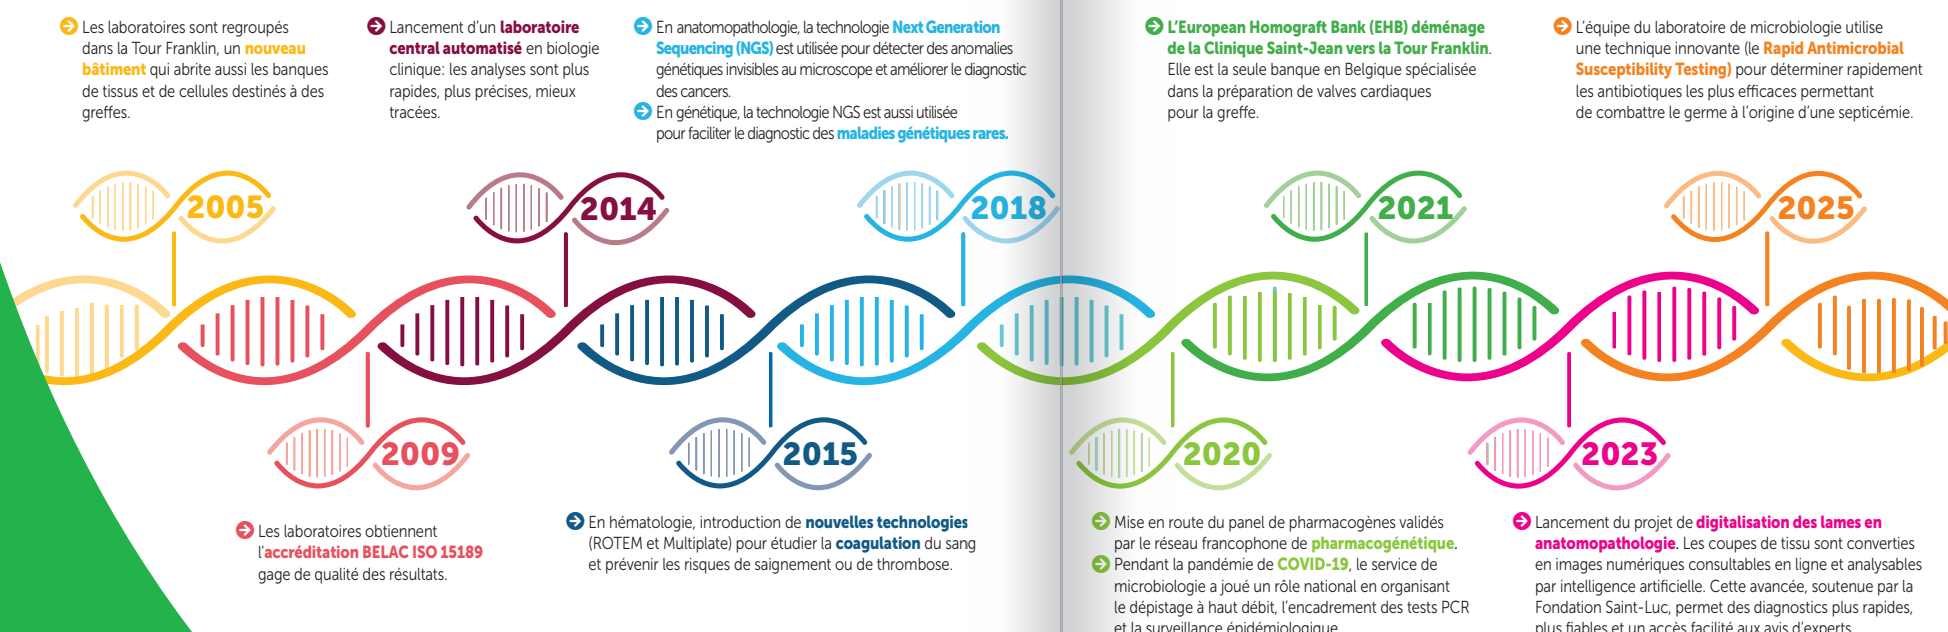 Les laboratoires sont regroupés
dans la Tour Franklin, un nouveau
bâtiment qui abrite aussi les banques
de tissus et de cellules destinés à des
greffes.
2005
Les laboratoires obtiennent
l'accréditation BELAC ISO 15189
gage de qualité des résultats.
2009
Lancement d'un laboratoire
central automatisé en biologie
clinique: les analyses sont plus
rapides, plus précises, mieux
tracées.
2014
En hématologie, introduction de nouvelles technologies
(ROTEM et Multiplate) pour étudier la coagulation du sang
et prévenir les risques de saignement ou de thrombose.
2015
En anatomopathologie, la technologie Next Generation
Sequencing (NGS) est utilisée pour détecter des anomalies
génétiques invisibles au microscope et améliorer le diagnostic
des cancers.
En génétique, la technologie NGS est aussi utilisée
pour faciliter le diagnostic des maladies génétiques rares.
2018
Mise en route du panel de pharmacogènes validés
par le réseau francophone de pharmacogénétique.
Pendant la pandémie de COVID-19, le service de
microbiologie a joué un rôle national en organisant
le dépistage à haut débit, l'encadrement des tests PCR
et la surveillance épidémiologique
2020
L'European Homograft Bank (EHB) déménage
de la Clinique Saint-Jean vers la Tour Franklin.
Elle est la seule banque en Belgique spécialisée
dans la préparation de valves cardiaques
pour la greffe.
2021
Lancement du projet de digitalisation des lames en
anatomopathologie. Les coupes de tissu sont converties
en images numériques consultables en ligne et analysables
par intelligence artificielle. Cette avancée, soutenue par la
Fondation Saint-Luc, permet des diagnostics plus rapides,
plus fiables et un accès facilité aux avis d'experts
2023
L'équipe du laboratoire de microbiologie utilise
une technique innovante (le Rapid Antimicrobial
Susceptibility Testing) pour déterminer rapidement
les antibiotiques les plus efficaces permettant
de combattre le germe à l'origine d'une septicémie.
2025